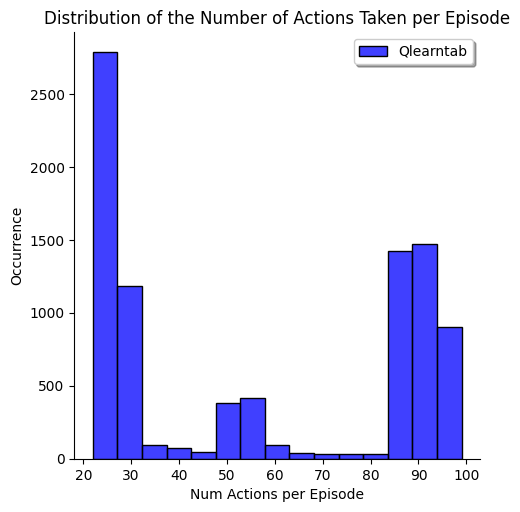 Distribution of the Number of Actions Taken per Episode
Qlearntab
2500
2000
1500
1000
500
0
Occurrence
20 30 40 50 60 70 80 90 100
Num Actions per Episode